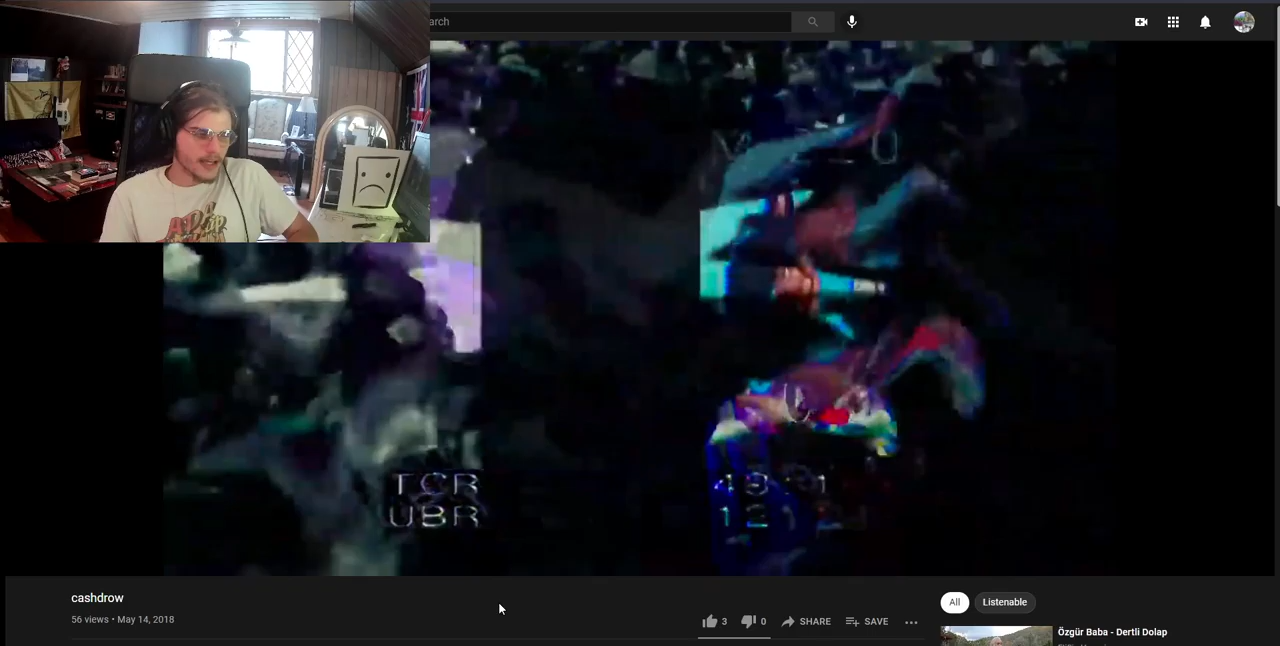 arch
TCR
UBR
cashdrow
56 views • May 14, 2018
3
0
SHARE
SAVE
All
Listenable
Özgür Baba - Dertli Dolap